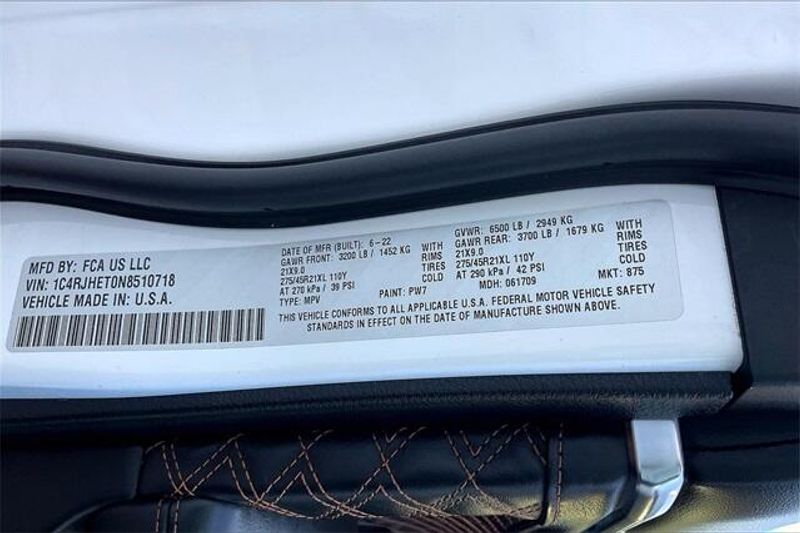 MFD BY: FCA US LLC
VIN: 1C4RJHET0N8510718
VEHICLE MADE IN U.S.A.
DATE OF MFR (BUILT): 6-22
GAWR FRONT: 3200 LB / 1452 KG WITH
21X9.0 RIMS
275/45R21XL 110Y TIRES
AT 270 kPa / 39 PSI COLD
TYPE: MPV PAINT: PW7
GVWR: 6500 LB / 2949 KG
GAWR REAR: 3700 LB / 1679 KG WITH
21X9.0 RIMS
275/45R21XL 110Y TIRES
AT 290 kPa / 42 PSI COLD
MDH: 061709 MKT: 875
THIS VEHICLE CONFORMS TO ALL APPLICABLE U.S.A. FEDERAL MOTOR VEHICLE SAFETY
STANDARDS IN EFFECT ON THE DATE OF MANUFACTURE SHOWN ABOVE.